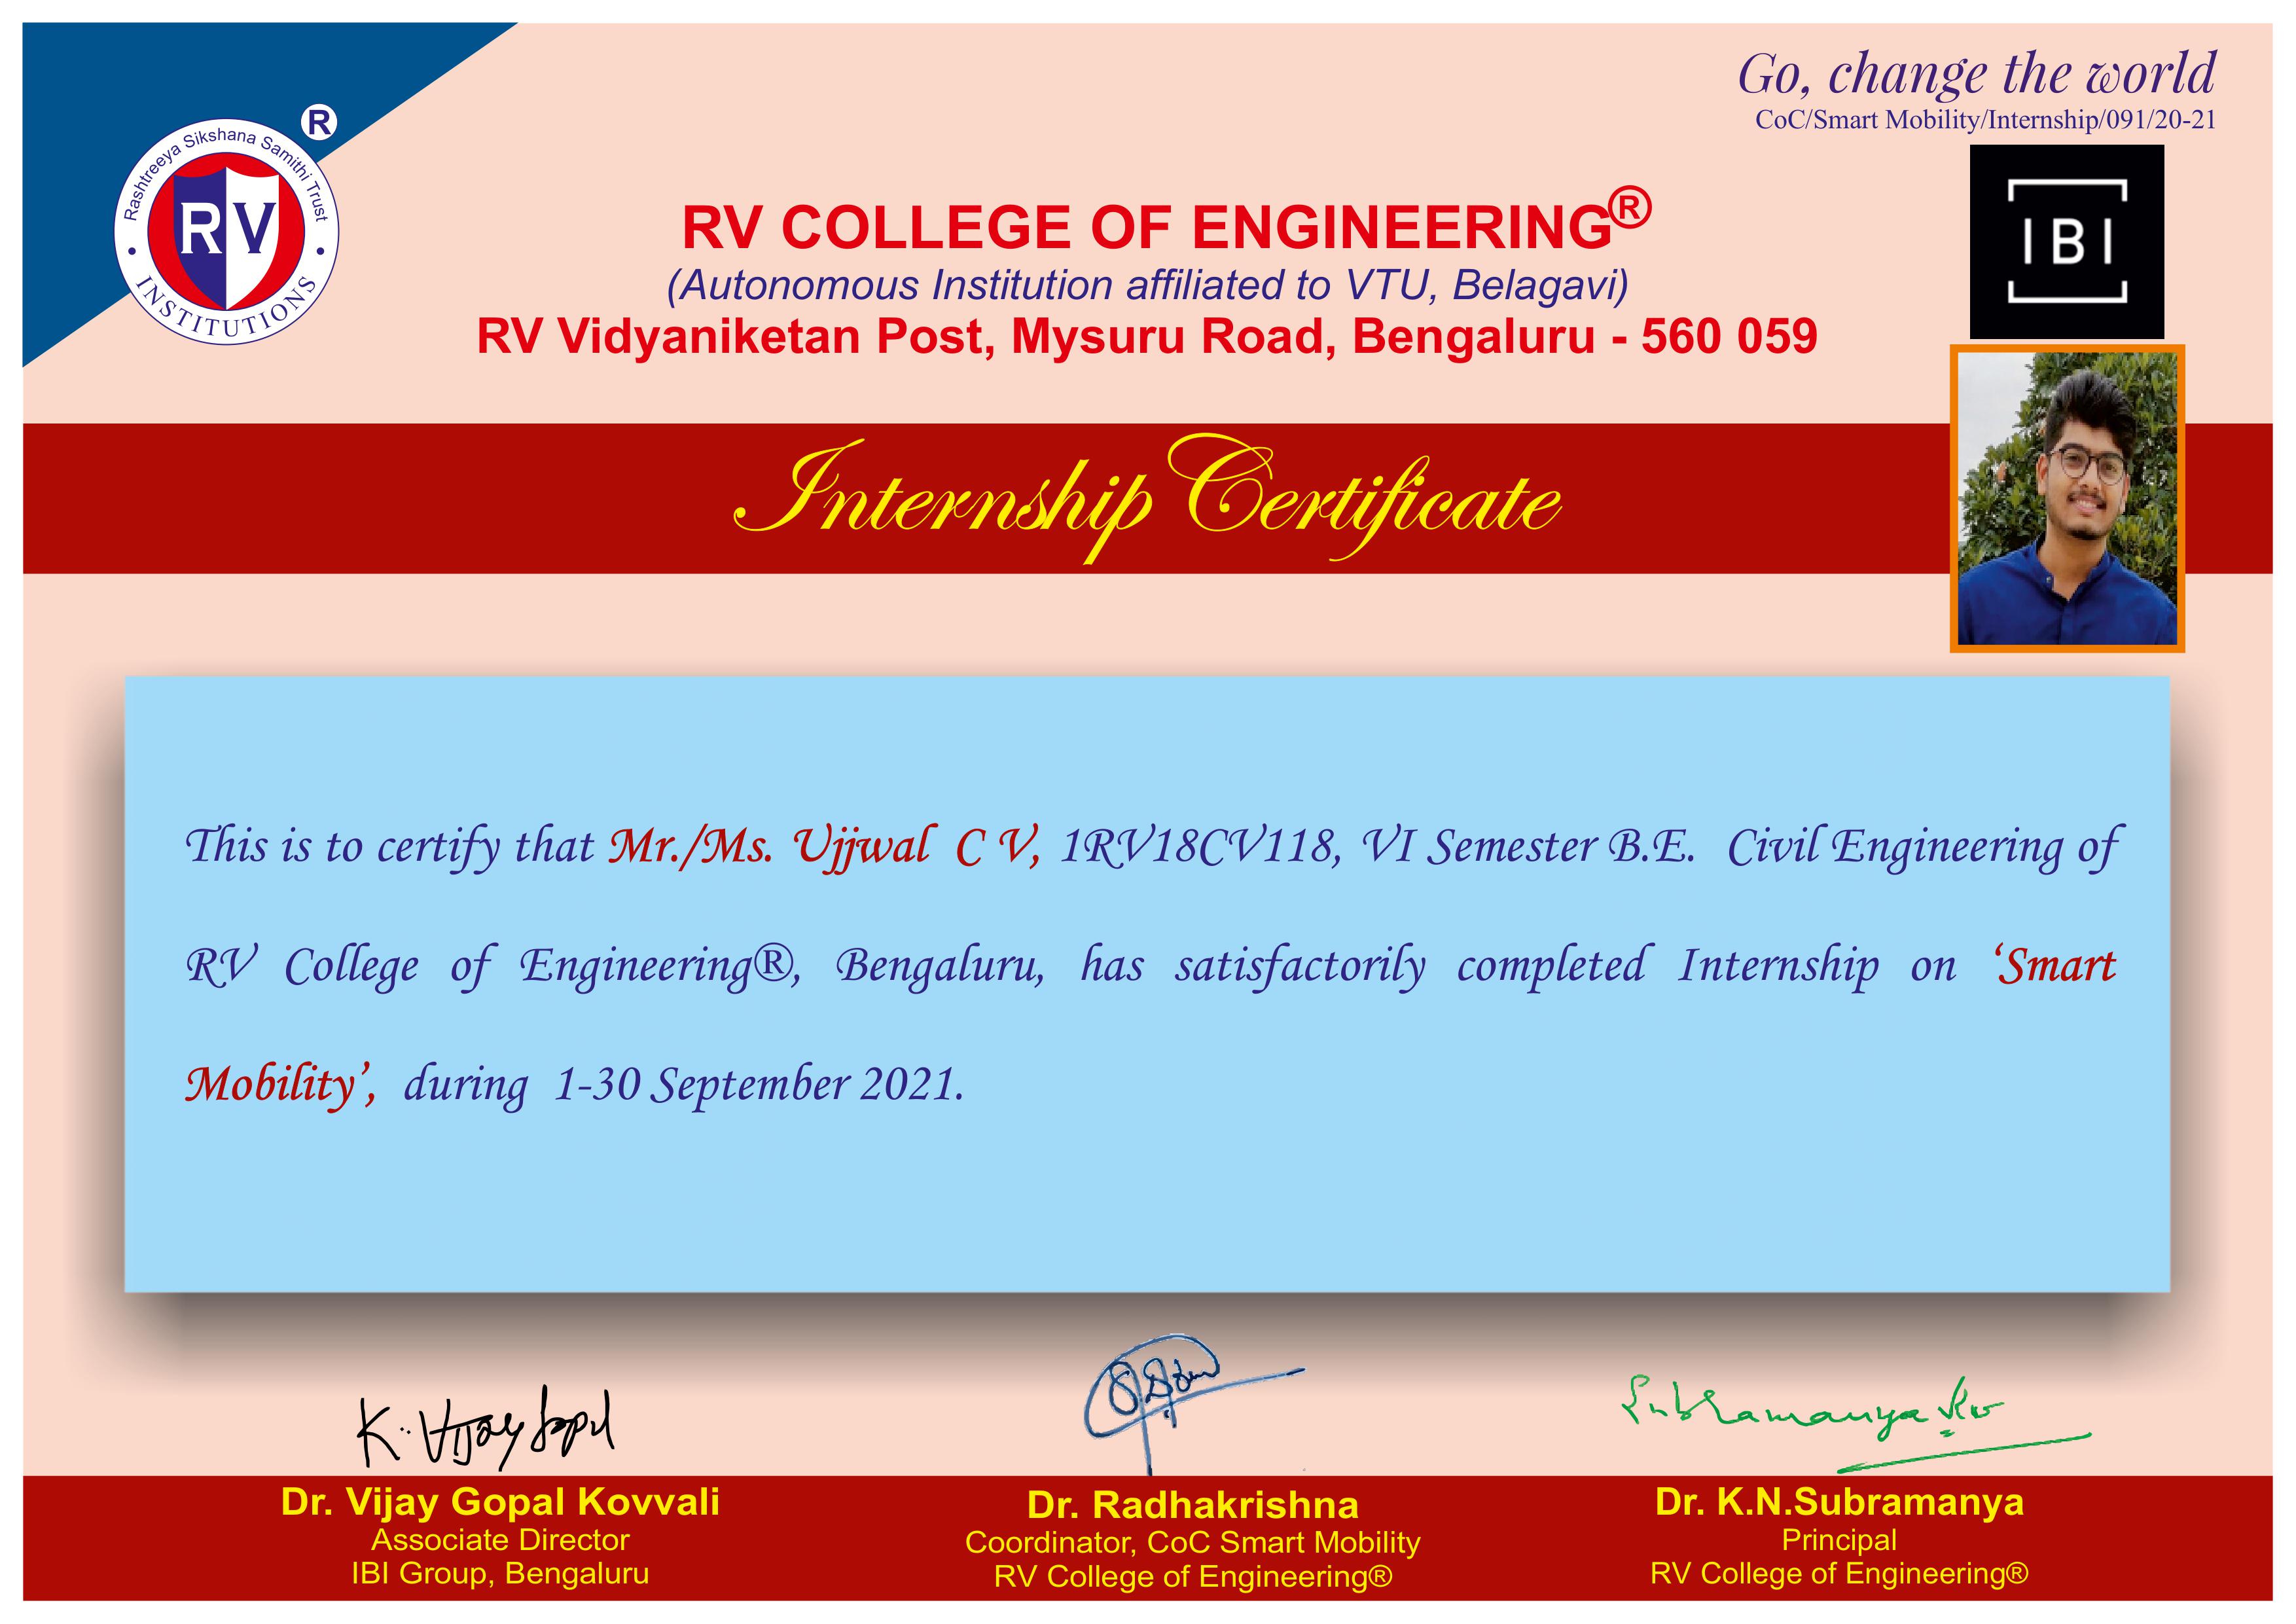 Go, change the world
CoC/Smart Mobility/Internship/091/20-21
®
Rashtreeya Sikshana Samithi Trust
RV
• INSTITUTIONS •
IBI
RV COLLEGE OF ENGINEERING®
(Autonomous Institution affiliated to VTU, Belagavi)
RV Vidyaniketan Post, Mysuru Road, Bengaluru - 560 059
Internship Certificate
This is to certify that Mr./Ms. Ujjwal C V, 1RV18CV118, VI Semester B.E. Civil Engineering of
RV College of Engineering®, Bengaluru, has satisfactorily completed Internship on ‘Smart
Mobility’, during 1-30 September 2021.
K. Vijay Gopal
Subramanya
Dr. Vijay Gopal Kovvali
Associate Director
IBI Group, Bengaluru
Dr. Radhakrishna
Coordinator, CoC Smart Mobility
RV College of Engineering®
Dr. K.N.Subramanya
Principal
RV College of Engineering®